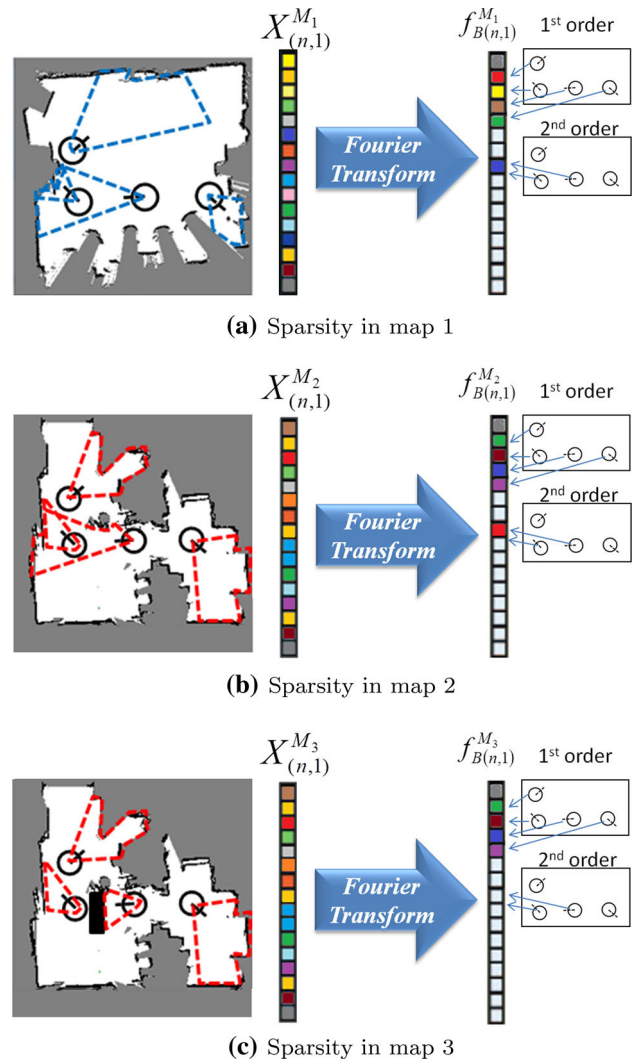 X^{M_1}_{(n,1)}
f^{M_1}_{B(n,1)}
1st order
Fourier
Transform
2nd order
(a) Sparsity in map 1
X^{M_2}_{(n,1)}
f^{M_2}_{B(n,1)}
1st order
Fourier
Transform
2nd order
(b) Sparsity in map 2
X^{M_3}_{(n,1)}
f^{M_3}_{B(n,1)}
1st order
Fourier
Transform
2nd order
(c) Sparsity in map 3